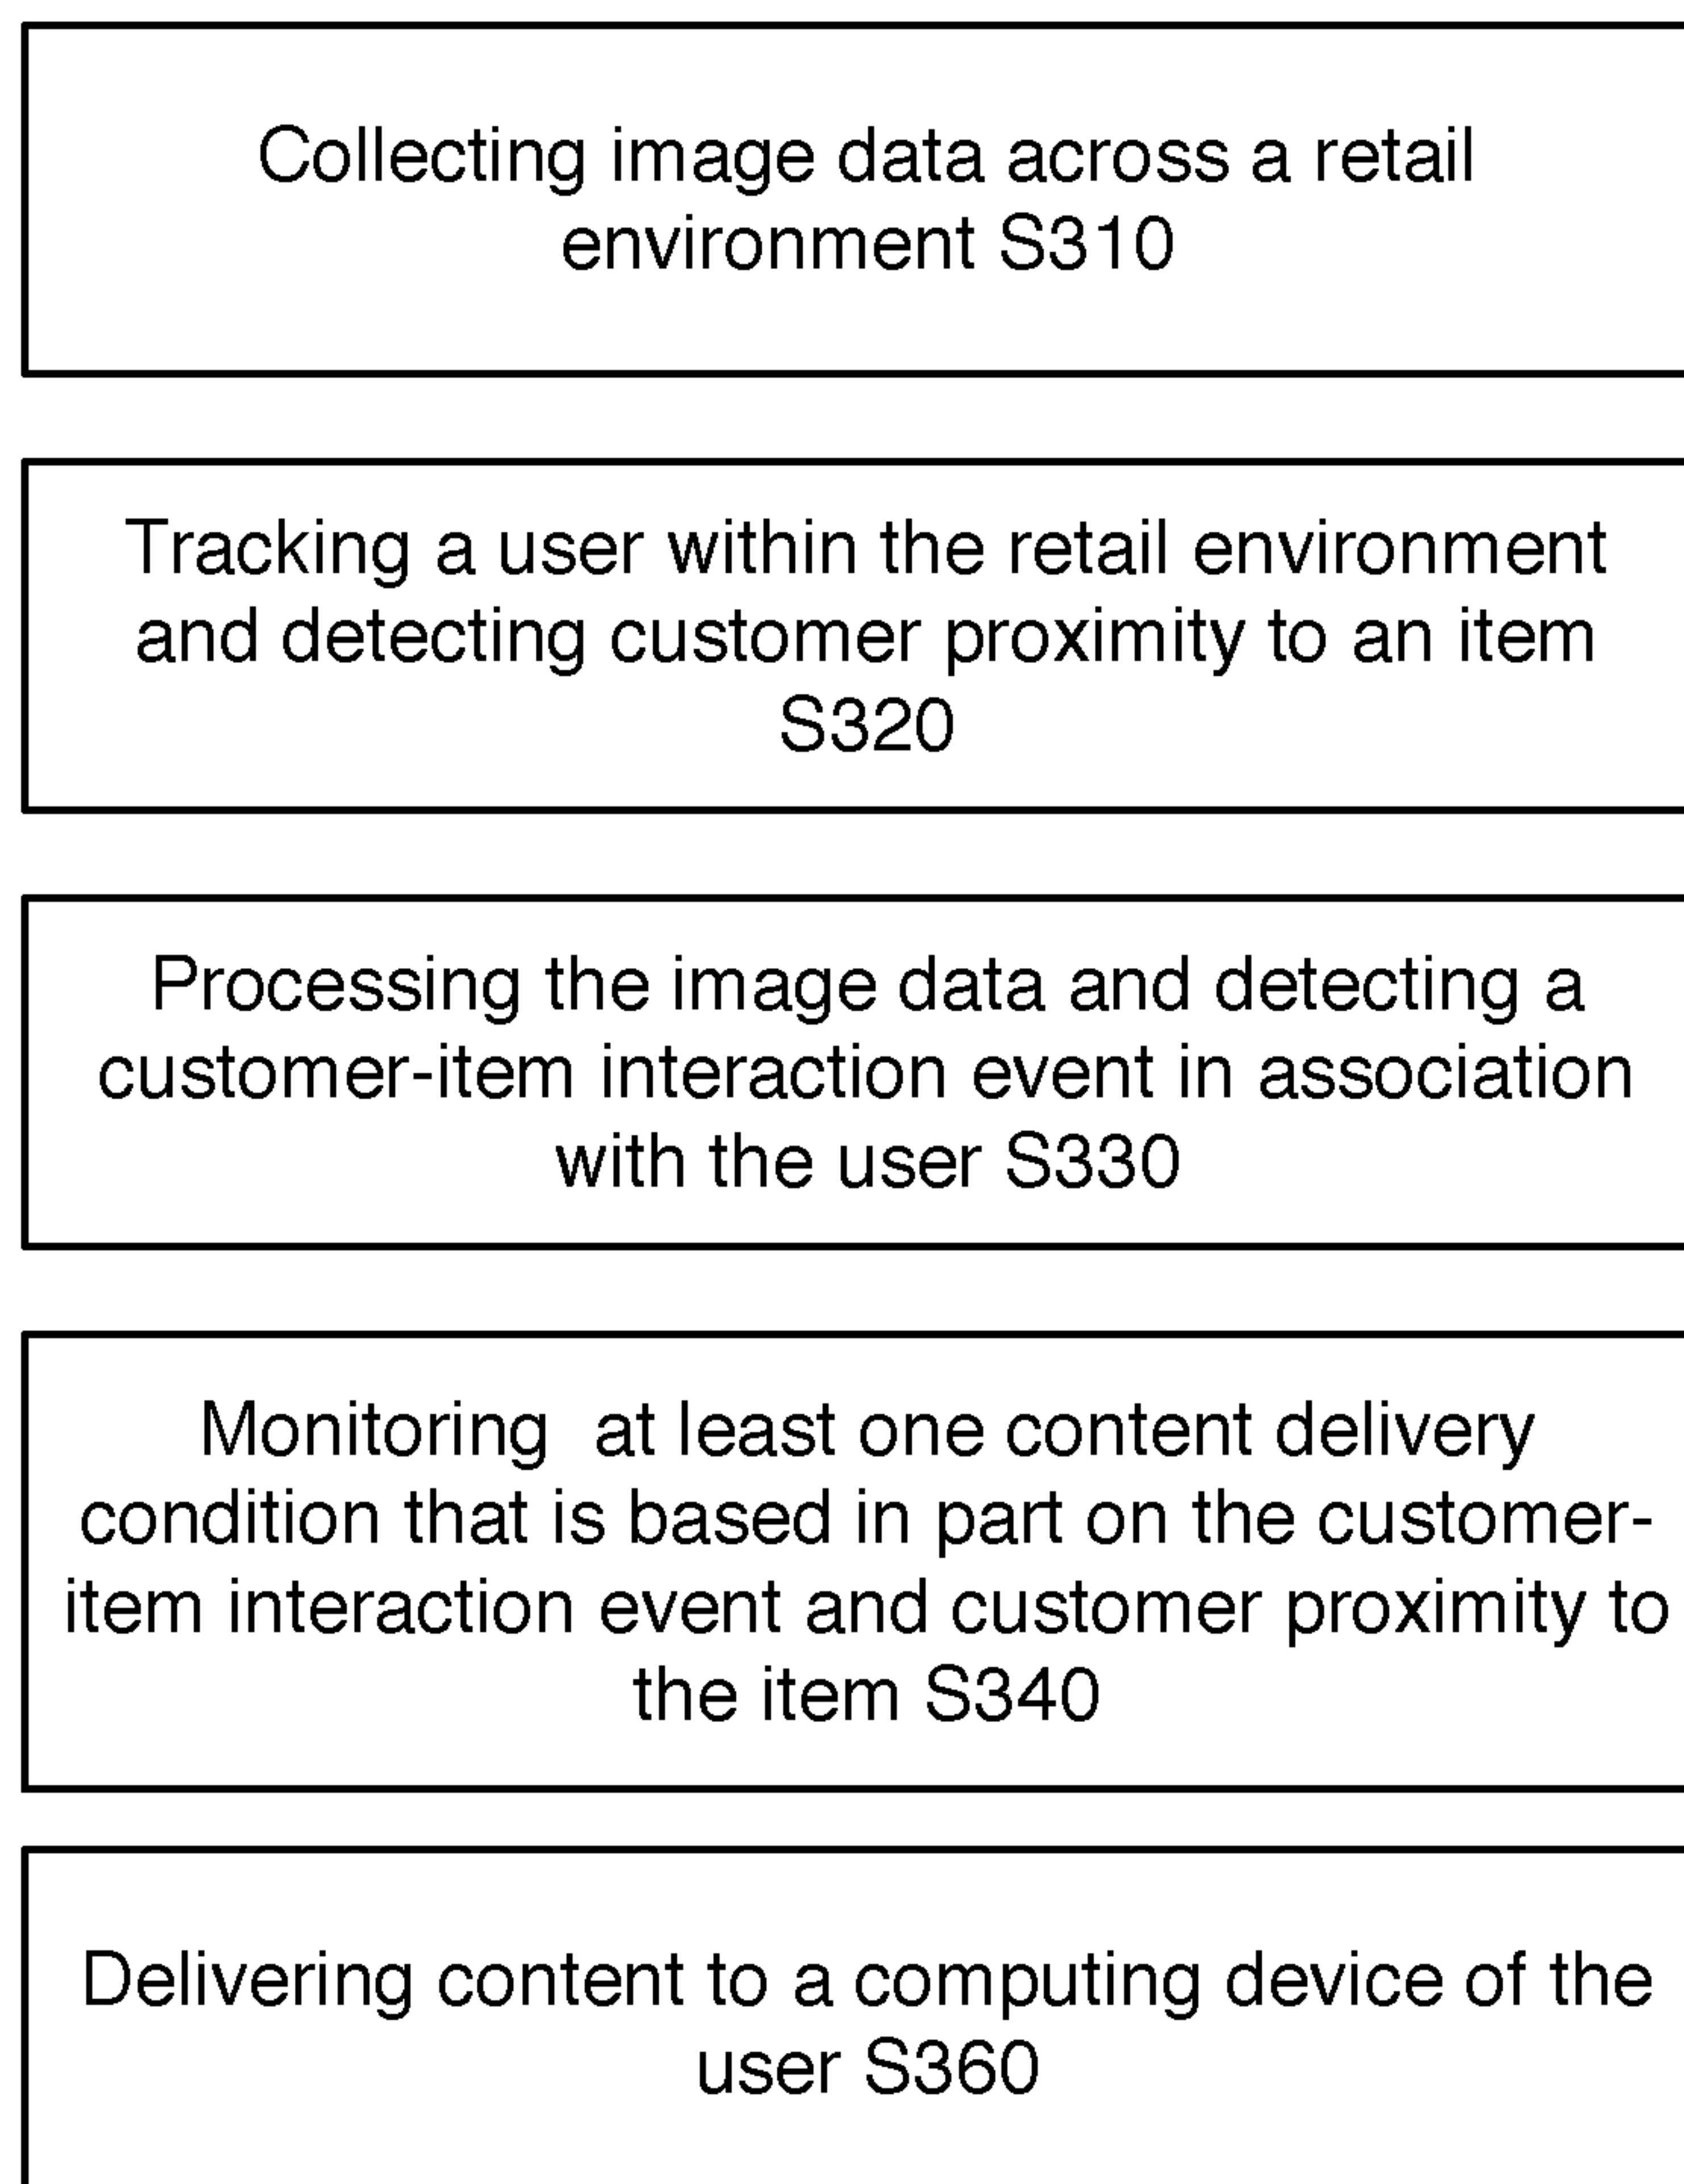 Collecting image data across a retail
environment S310
Tracking a user within the retail environment
and detecting customer proximity to an item
S320
Processing the image data and detecting a
customer-item interaction event in association
with the user S330
Monitoring  at least one content delivery
condition that is based in part on the customer-
item interaction event and customer proximity to
the item S340
Delivering content to a computing device of the
user S360